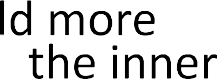 ld more
the inner